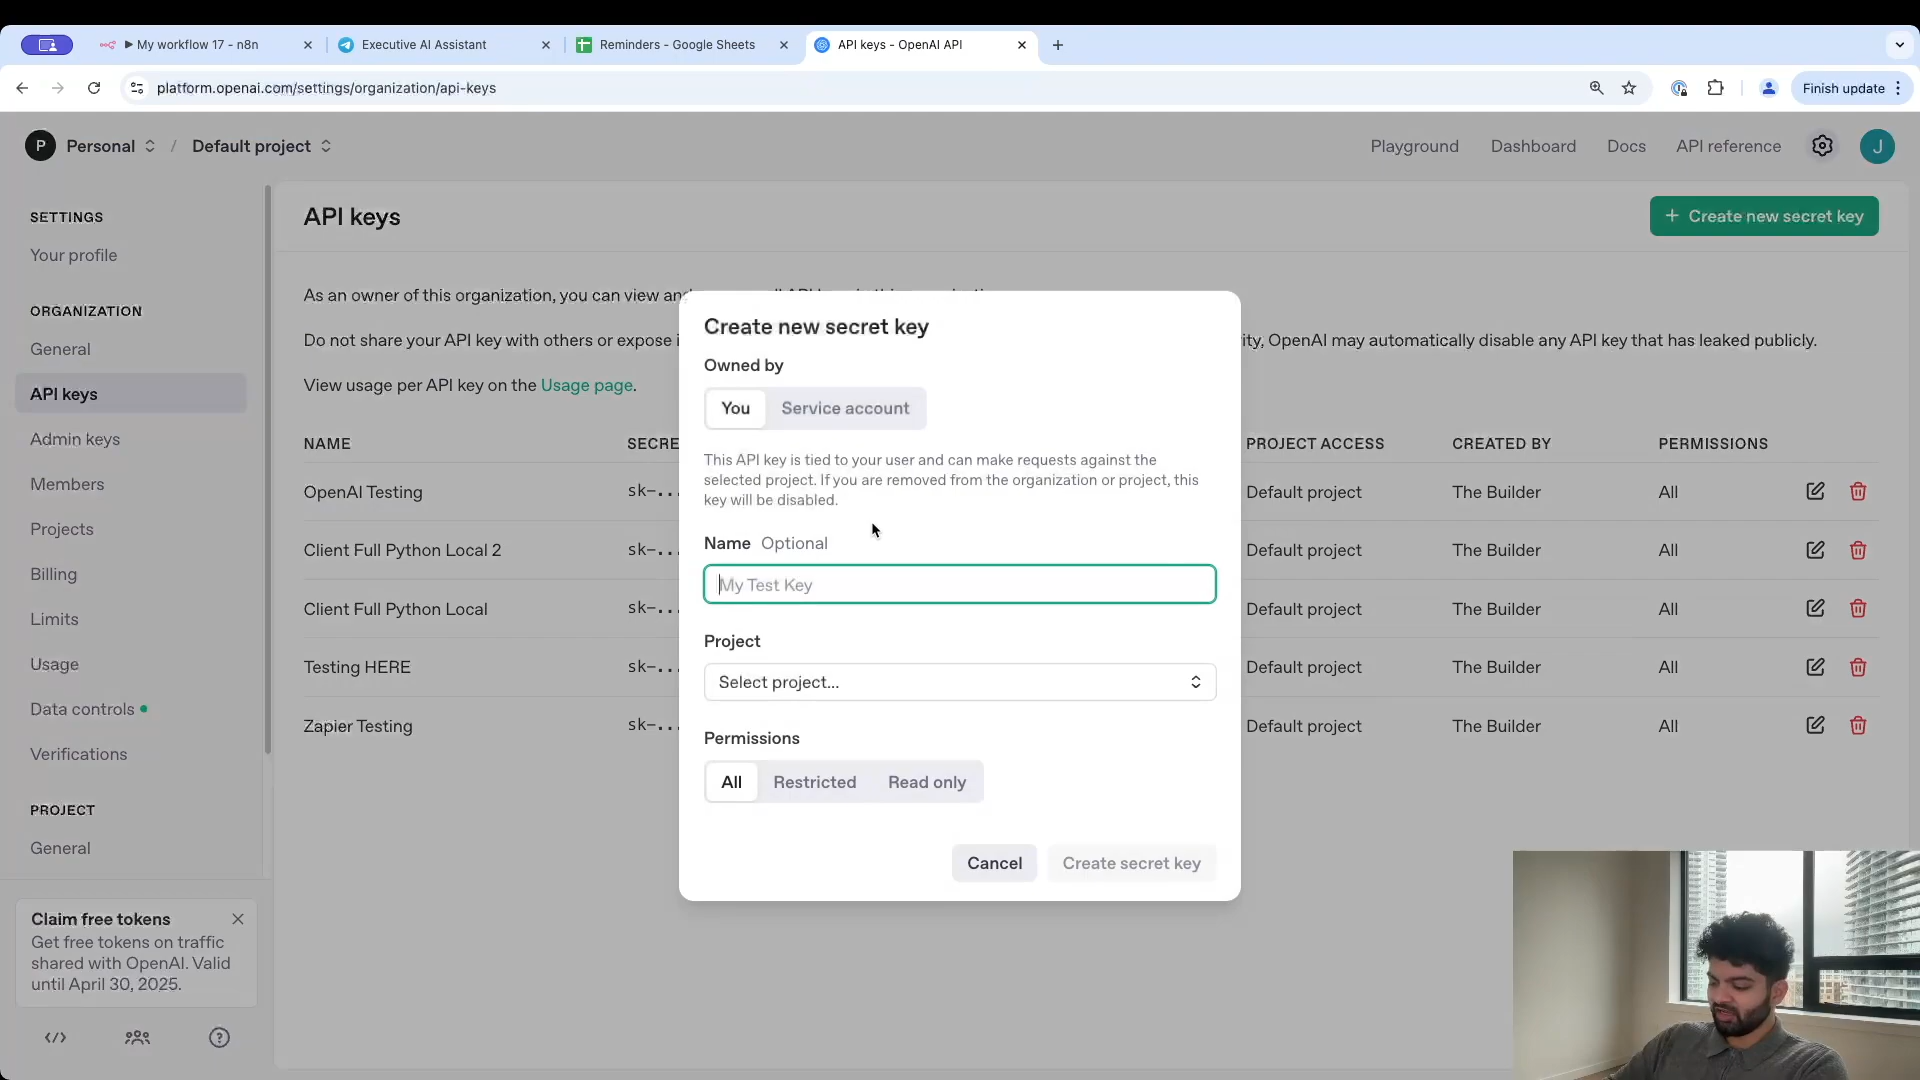 My workflow 17 - n8n
Executive AI Assistant
Reminders - Google Sheets
API keys - OpenAI API
platform.openai.com/settings/organization/api-keys
Finish update
P Personal / Default project
Playground
Dashboard
Docs
API reference
J
SETTINGS
Your profile
ORGANIZATION
General
API keys
Admin keys
Members
Projects
Billing
Limits
Usage
Data controls
Verifications
PROJECT
General
Claim free tokens
Get free tokens on traffic
shared with OpenAI. Valid
until April 30, 2025.
API keys
+ Create new secret key
As an owner of this organization, you can view and
Do not share your API key with others or expose
OpenAI may automatically disable any API key that has leaked publicly.
View usage per API key on the Usage page.
NAME SECRE PROJECT ACCESS CREATED BY PERMISSIONS
OpenAI Testing sk-... Default project The Builder All
Client Full Python Local 2 sk-... Default project The Builder All
Client Full Python Local sk-... Default project The Builder All
Testing HERE sk-... Default project The Builder All
Zapier Testing sk-... Default project The Builder All
Create new secret key
Owned by
You Service account
This API key is tied to your user and can make requests against the
selected project. If you are removed from the organization or project, this
key will be disabled.
Name Optional
My Test Key
Project
Select project...
Permissions
All Restricted Read only
Cancel Create secret key